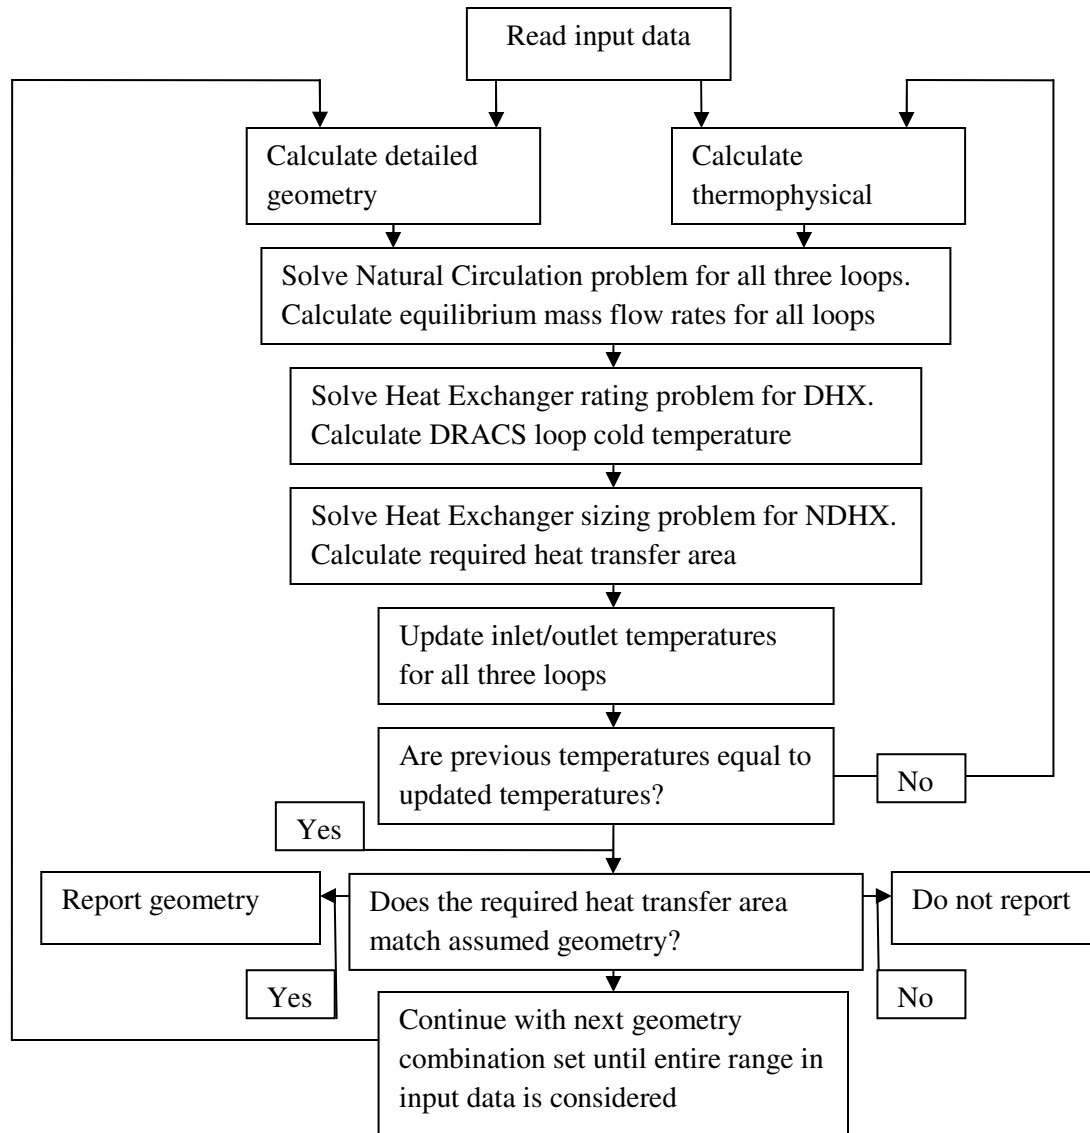 Read input data
Calculate detailed
geometry
Calculate
thermophysical
Solve Natural Circulation problem for all three loops.
Calculate equilibrium mass flow rates for all loops
Solve Heat Exchanger rating problem for DHX.
Calculate DRACS loop cold temperature
Solve Heat Exchanger sizing problem for NDHX.
Calculate required heat transfer area
Update inlet/outlet temperatures
for all three loops
Are previous temperatures equal to
updated temperatures?
No
Yes
Report geometry
Does the required heat transfer area
match assumed geometry?
Do not report
Yes
No
Continue with next geometry
combination set until entire range in
input data is considered